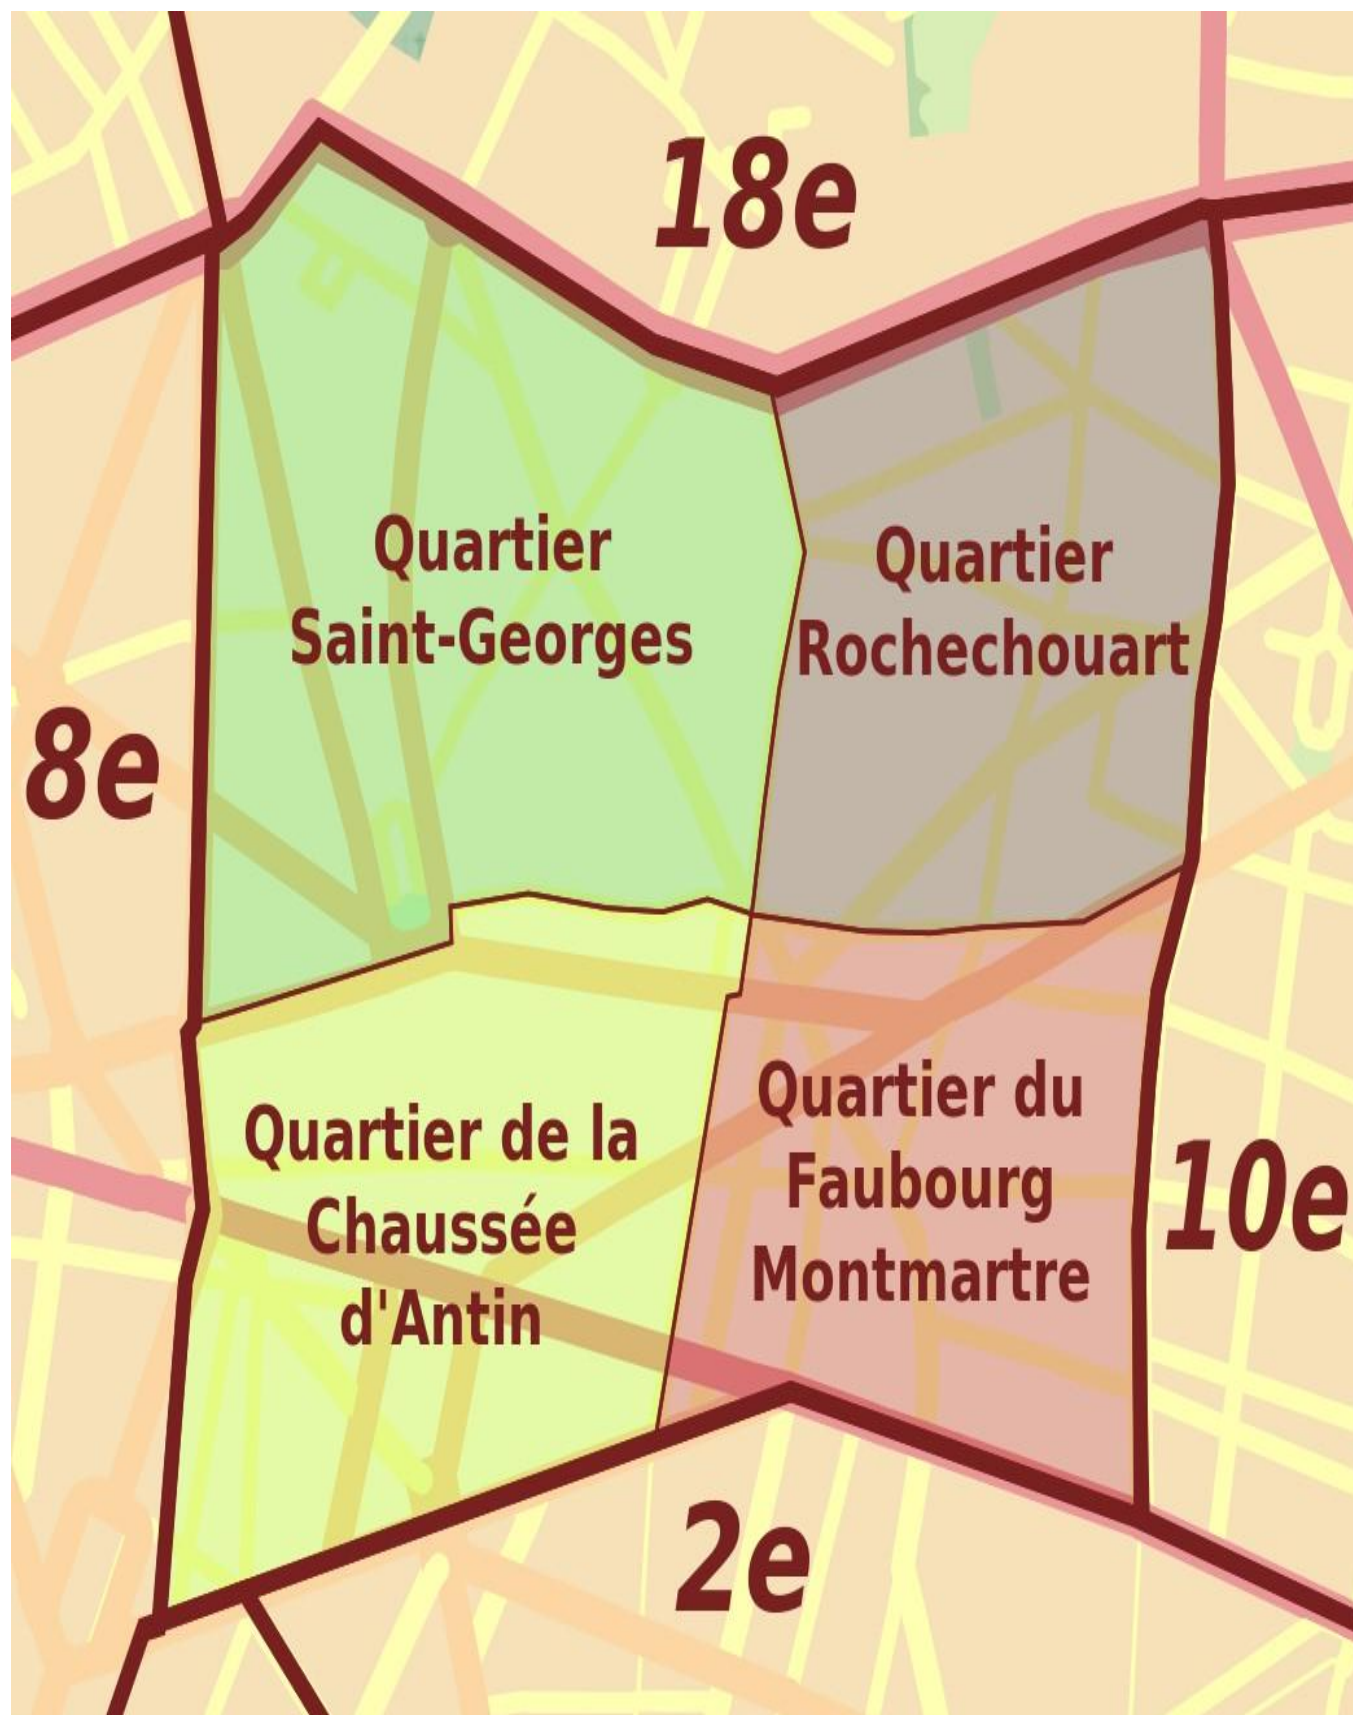 18e
Quartier
Saint-Georges
Quartier
Rochechouart
8e
Quartier de la
Chaussée
d'Antin
Quartier du
Faubourg
Montmartre
10e
2e